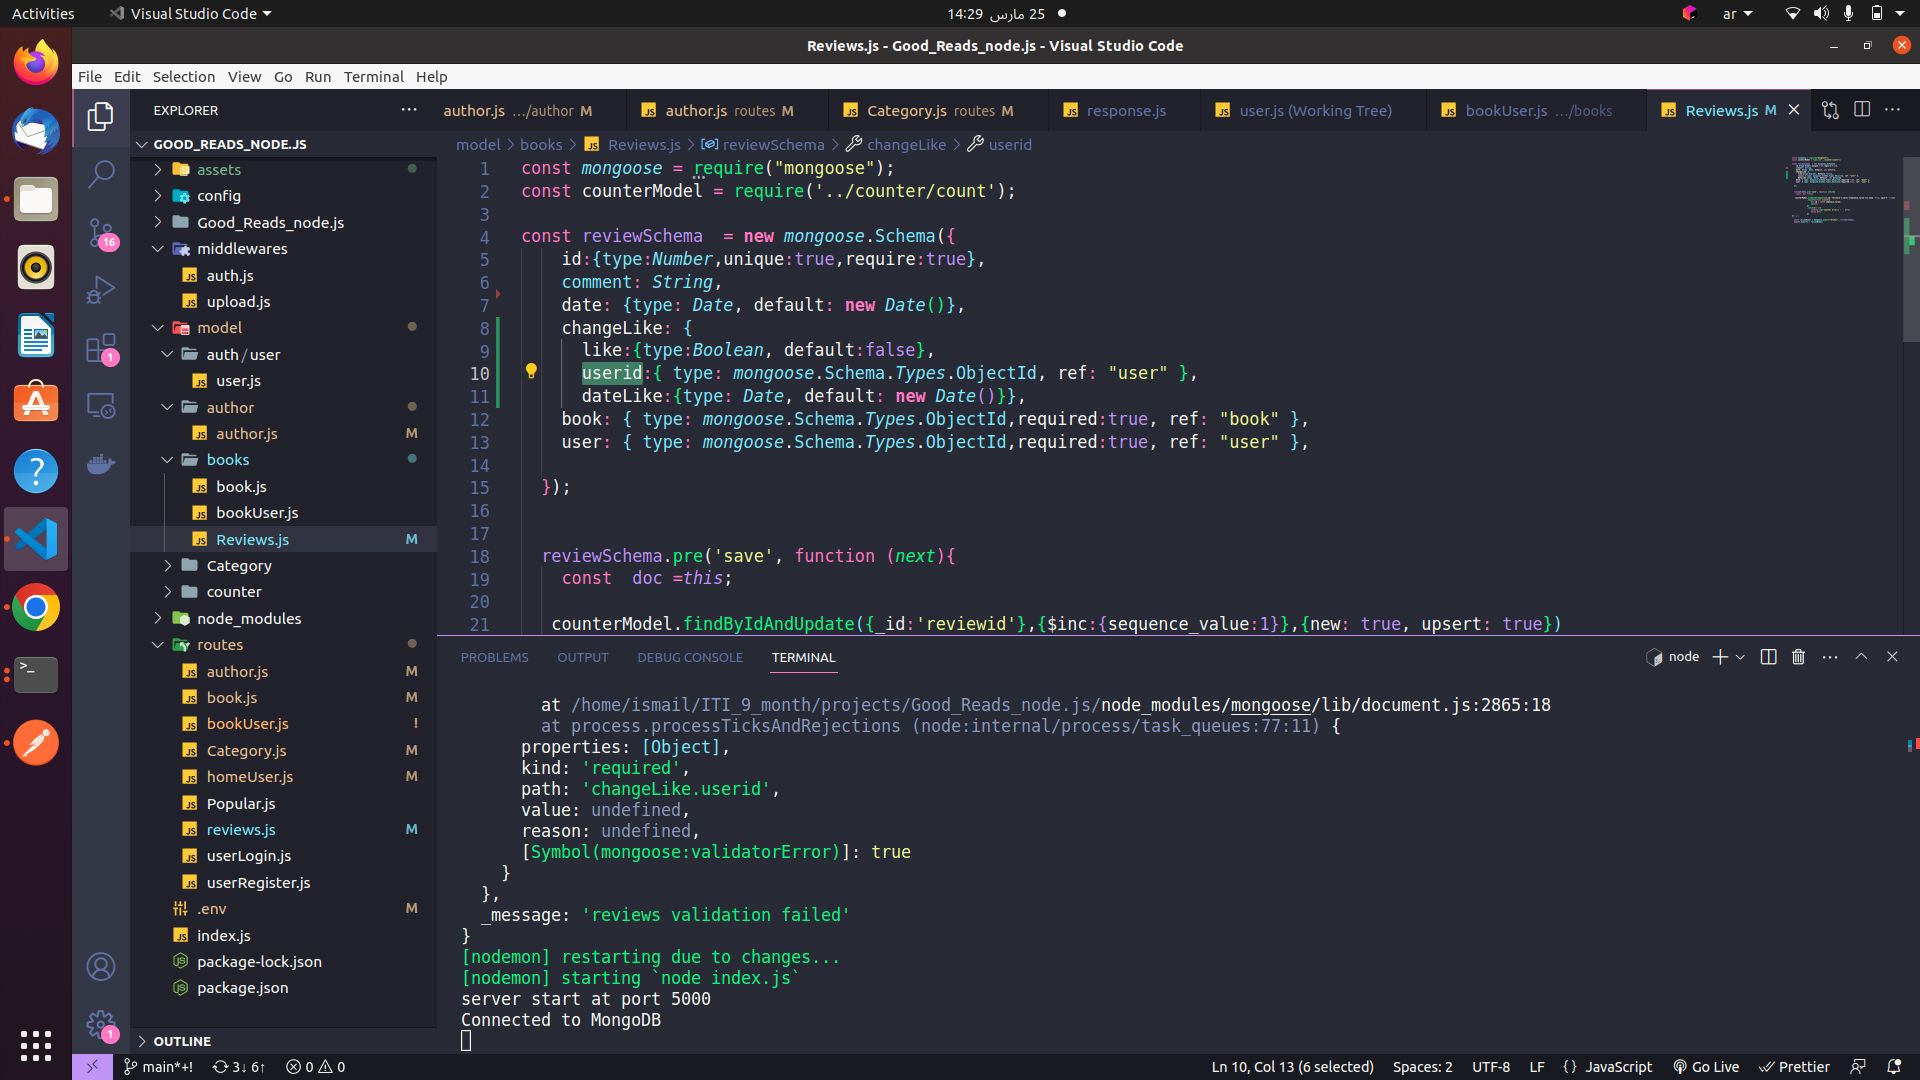 Activities
Visual Studio Code
25 مارس 14:29
ar
Reviews.js - Good_Reads_node.js - Visual Studio Code
File Edit Selection View Go Run Terminal Help
EXPLORER
author.js .../author M
author.js routes M
Category.js routes M
response.js
user.js (Working Tree)
bookUser.js .../books
Reviews.js M
GOOD_READS_NODE.JS
assets
config
Good_Reads_node.js
middlewares
auth.js
upload.js
model
auth/user
user.js
author
author.js M
books
book.js
bookUser.js
Reviews.js M
Category
counter
node_modules
routes
author.js M
book.js M
bookUser.js !
Category.js M
homeUser.js M
Popular.js
reviews.js M
userLogin.js
userRegister.js
.env M
index.js
package-lock.json
package.json
OUTLINE
16
1
1
model > books > JS Reviews.js > reviewSchema > changeLike > userid
1 const mongoose = require("mongoose");
2 const counterModel = require('../counter/count');
3
4 const reviewSchema  = new mongoose.Schema({
5     id:{type:Number,unique:true,require:true},
6     comment: String,
7     date: {type: Date, default: new Date()},
8     changeLike: {
9       like:{type:Boolean, default:false},
10       userid:{ type: mongoose.Schema.Types.ObjectId, ref: "user" },
11       dateLike:{type: Date, default: new Date()}},
12     book: { type: mongoose.Schema.Types.ObjectId,required:true, ref: "book" },
13     user: { type: mongoose.Schema.Types.ObjectId,required:true, ref: "user" },
14
15   });
16
17
18   reviewSchema.pre('save', function (next){
19     const  doc =this;
20
21    counterModel.findByIdAndUpdate({_id:'reviewid'},{$inc:{sequence_value:1}},{new: true, upsert: true})
PROBLEMS OUTPUT DEBUG CONSOLE TERMINAL
node
at /home/ismail/ITI_9_month/projects/Good_Reads_node.js/node_modules/mongoose/lib/document.js:2865:18
at process.processTicksAndRejections (node:internal/process/task_queues:77:11) {
properties: [Object],
kind: 'required',
path: 'changeLike.userid',
value: undefined,
reason: undefined,
[Symbol(mongoose:validatorError)]: true
}
},
_message: 'reviews validation failed'
}
[nodemon] restarting due to changes...
[nodemon] starting `node index.js`
server start at port 5000
Connected to MongoDB
main*+! 3↓ 6↑ 0 0
Ln 10, Col 13 (6 selected) Spaces: 2 UTF-8 LF {} JavaScript Go Live Prettier